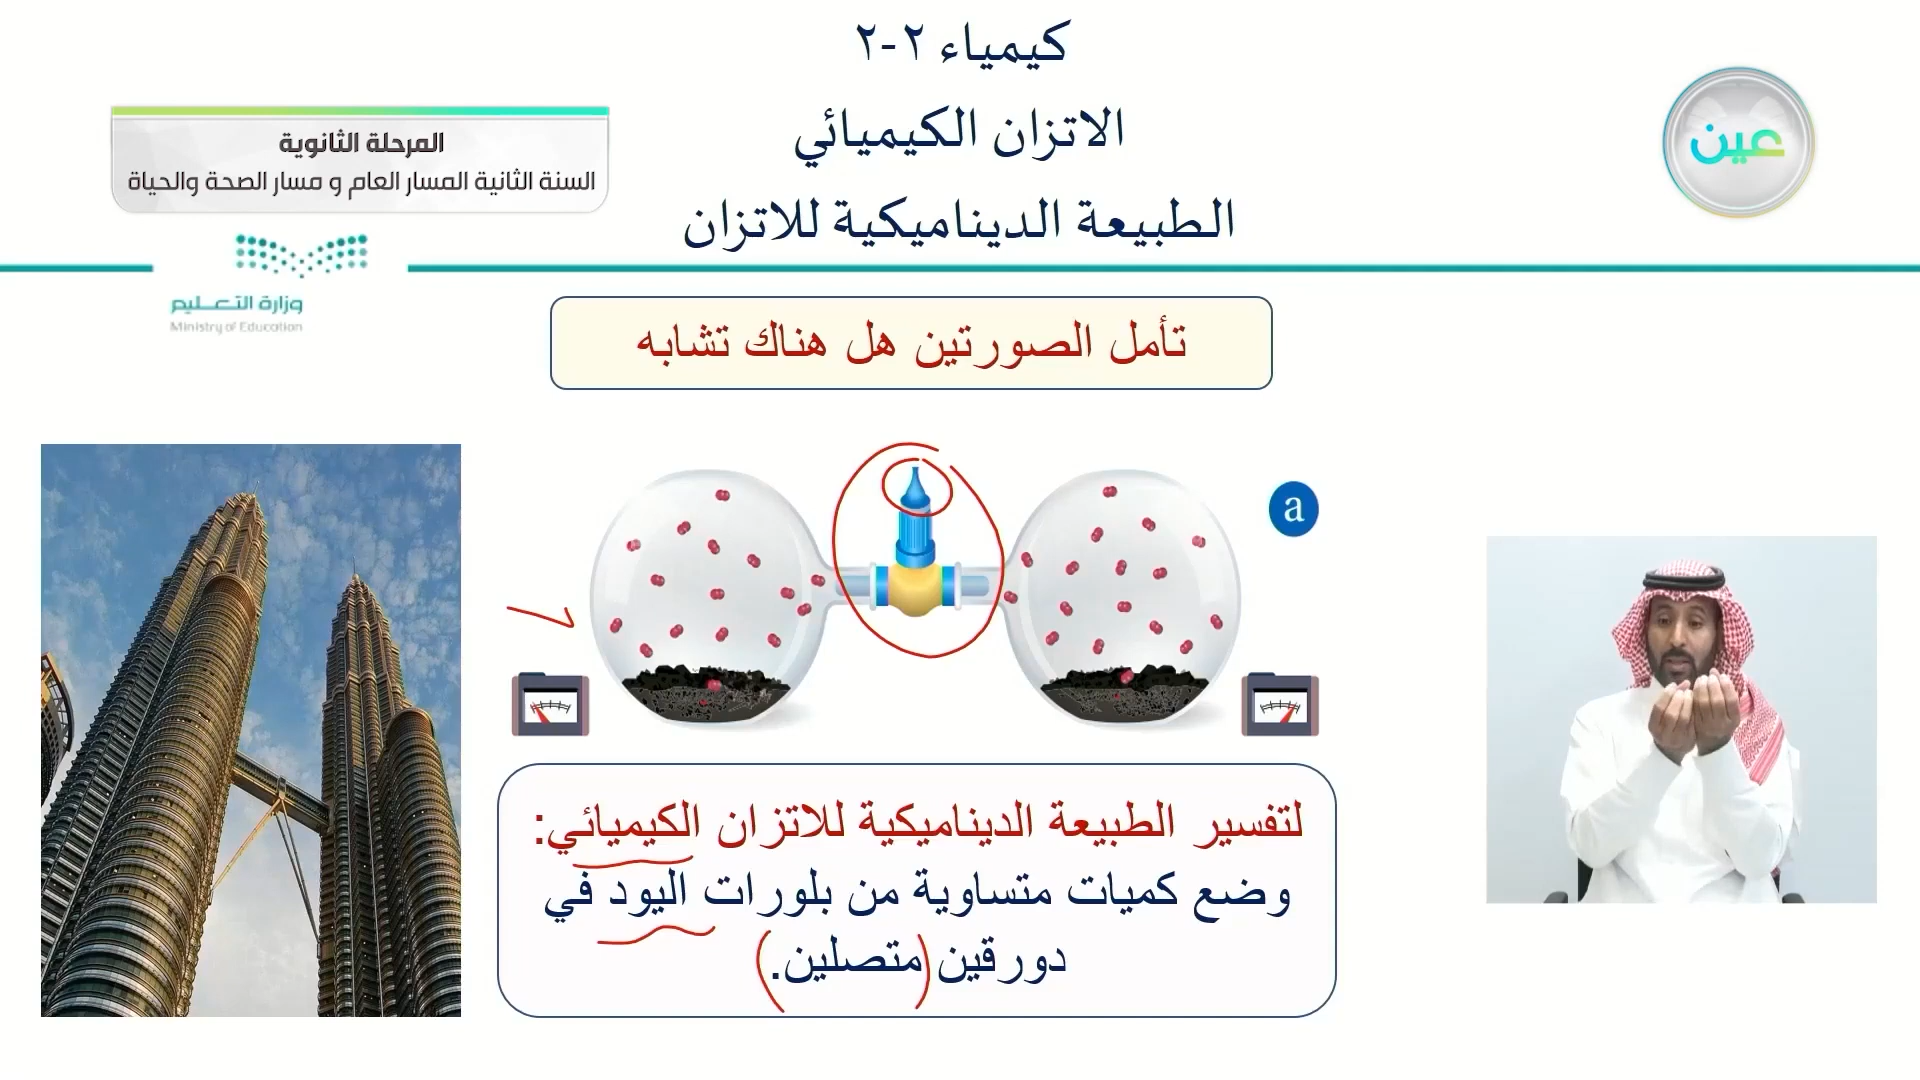 كيمياء ٢-٢
الاتزان الكيميائي
الطبيعة الديناميكية للاتزان
عين
المرحلة الثانوية
السنة الثانية المسار العام و مسار الصحة والحياة
وزارة التعليم
Ministry of Education
تأمل الصورتين هل هناك تشابه
a
لتفسير الطبيعة الديناميكية للاتزان الكيميائي:
وضع كميات متساوية من بلورات اليود في
دورقين (متصلين.)